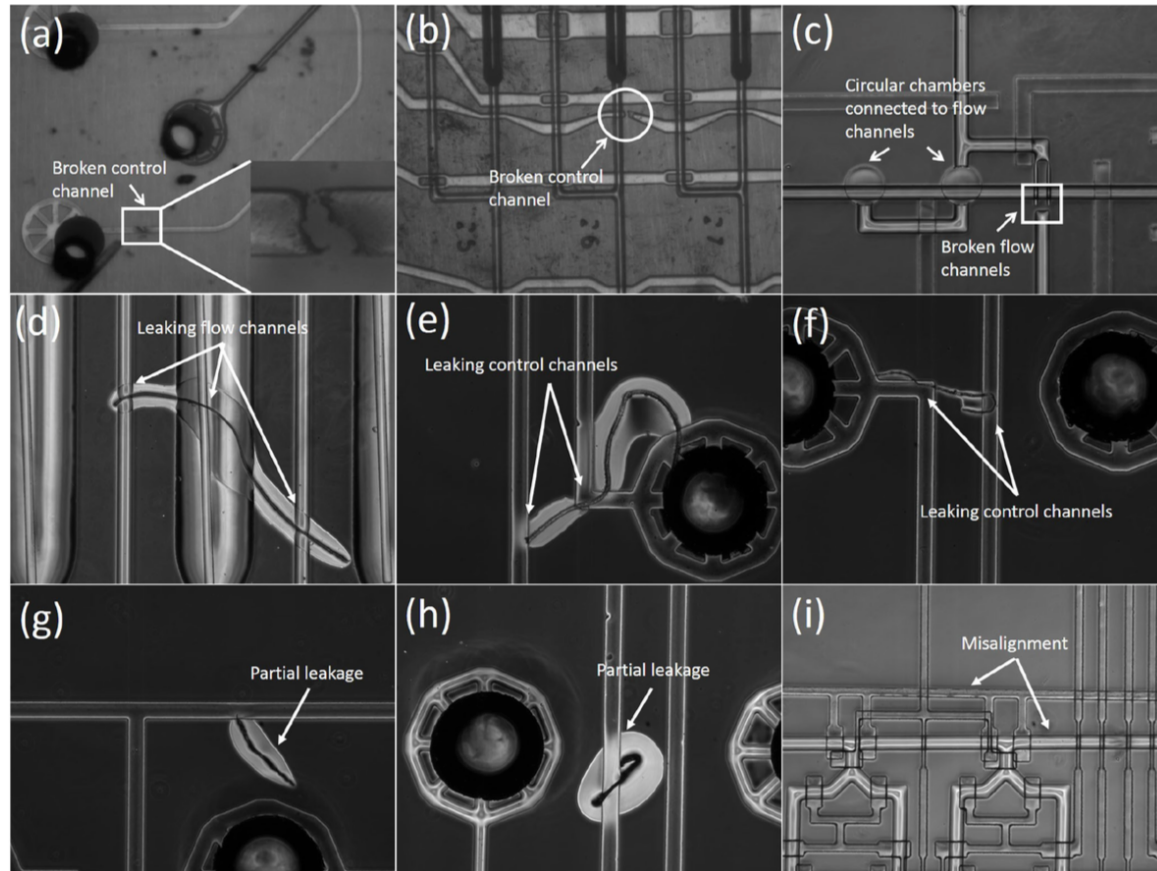 (a)
Broken control
channel
(b)
Broken control
channel
(c)
Circular chambers
connected to flow
channels
Broken flow
channels
(d)
Leaking flow channels
(e)
Leaking control channels
(f)
Leaking control channels
(g)
Partial leakage
(h)
Partial leakage
(i)
Misalignment